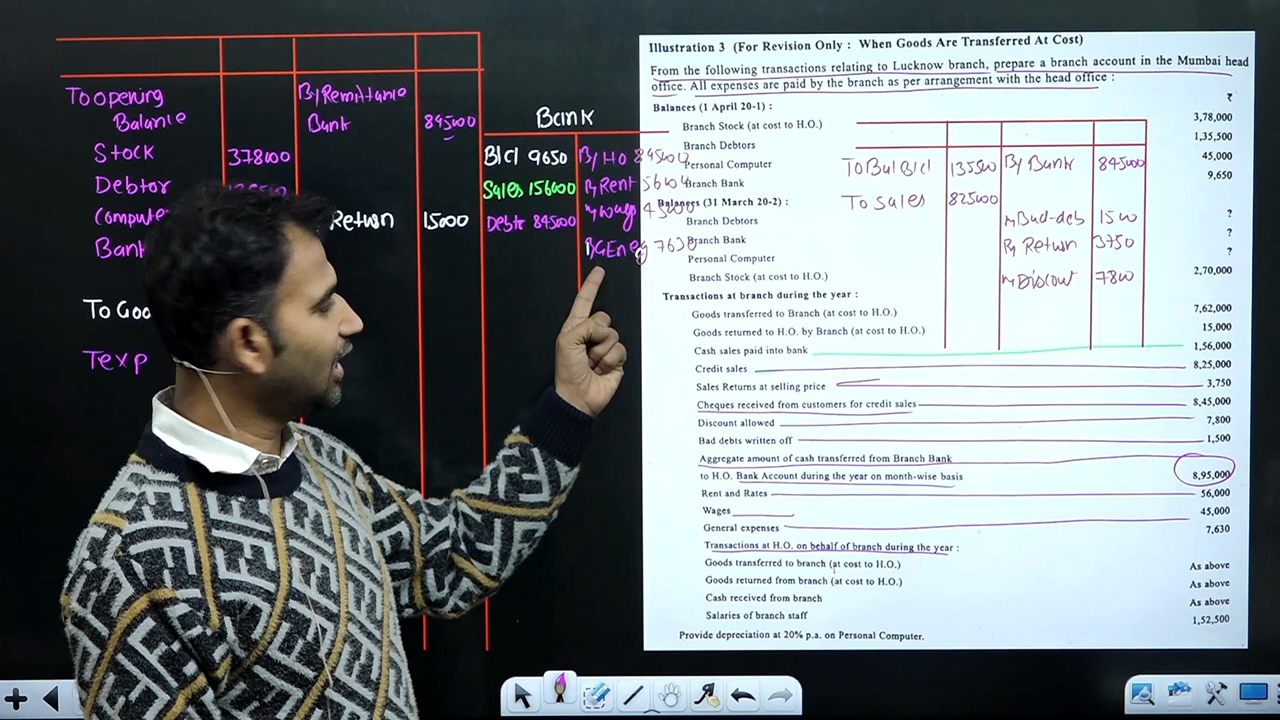 To opening
Balance
Stock 378000
Debtor
Compute
Bank
To Goo
T exp
By Remittance
Bank 895000
Return 15000
Bank
B/d 9650 By Ho 895000
Sales 156000 By Rent 5600
Debtr 845000 By wages 45000
By GEnexp 7630
Illustration 3 (For Revision Only : When Goods Are Transferred At Cost)
From the following transactions relating to Lucknow branch, prepare a branch account in the Mumbai head
office. All expenses are paid by the branch as per arrangement with the head office :
Balances (1 April 20-1) : ₹
Branch Stock (at cost to H.O.) 3,78,000
Branch Debtors 1,35,500
Personal Computer 45,000
Branch Bank 9,650
Balances (31 March 20-2) :
Branch Debtors ?
Branch Bank ?
Personal Computer ?
Branch Stock (at cost to H.O.) 2,70,000
Transactions at branch during the year :
Goods transferred to Branch (at cost to H.O.) 7,62,000
Goods returned to H.O. by Branch (at cost to H.O.) 15,000
Cash sales paid into bank 1,56,000
Credit sales 8,25,000
Sales Returns at selling price 3,750
Cheques received from customers for credit sales 8,45,000
Discount allowed 7,800
Bad debts written off 1,500
Aggregate amount of cash transferred from Branch Bank
to H.O. Bank Account during the year on month-wise basis 8,95,000
Rent and Rates 56,000
Wages 45,000
General expenses 7,630
Transactions at H.O. on behalf of branch during the year :
Goods transferred to branch (at cost to H.O.) As above
Goods returned from branch (at cost to H.O.) As above
Cash received from branch As above
Salaries of branch staff 1,52,500
Provide depreciation at 20% p.a. on Personal Computer.
To Bal B/d 135500 By Bank 845000
To Sales 825000
By Bad-deb 1500
By Return 3750
By Discout 7800